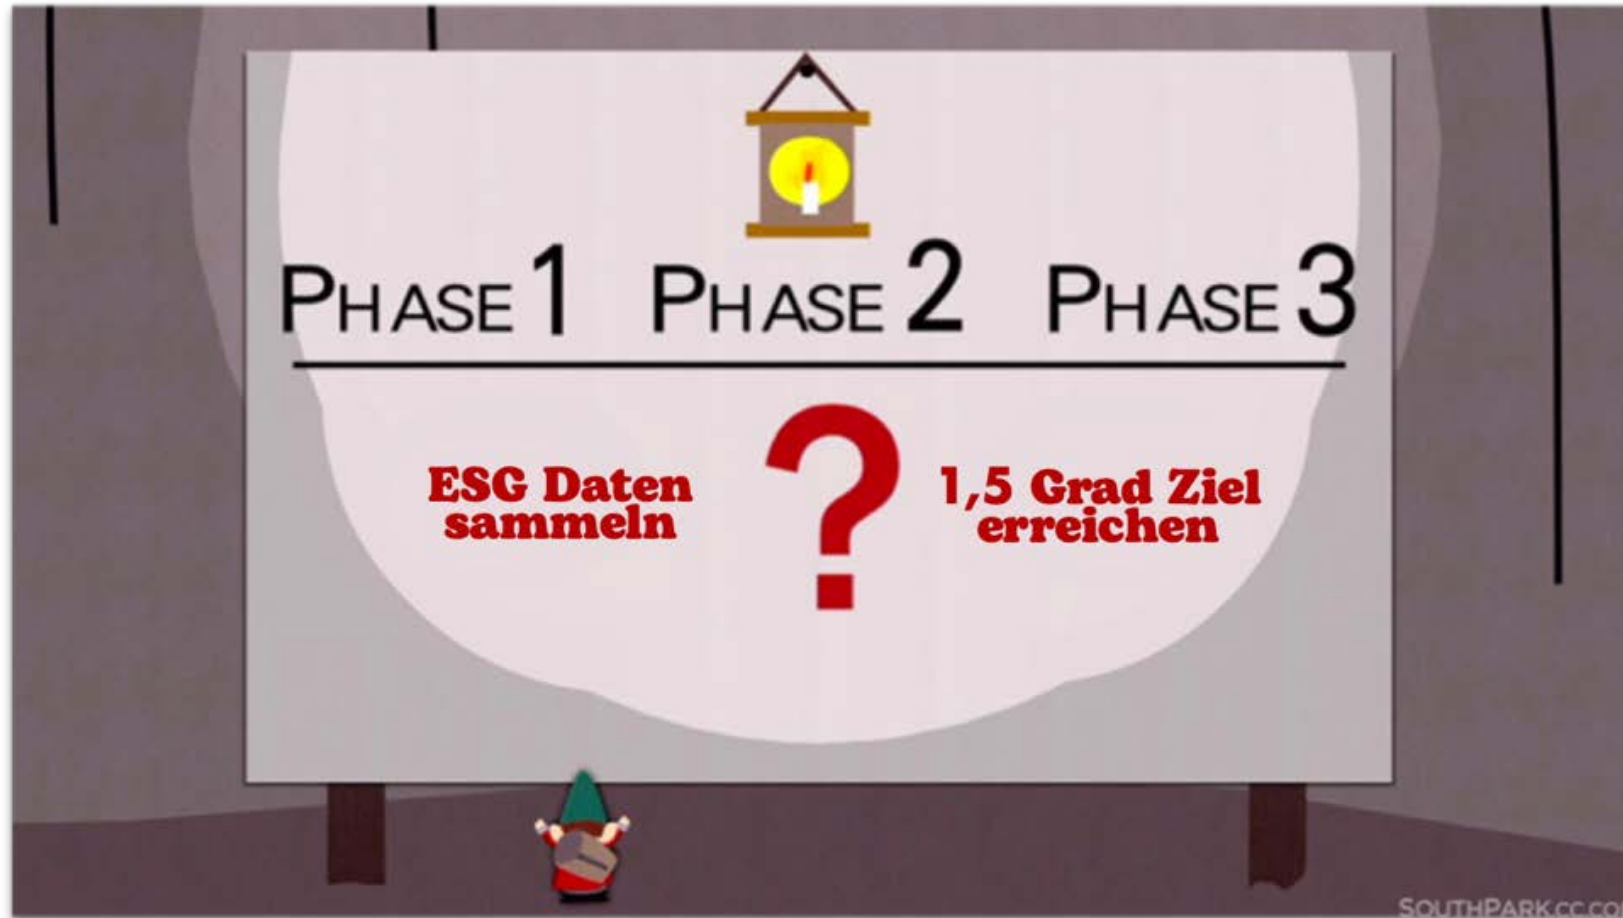 PHASE 1 PHASE 2 PHASE 3
ESG Daten
sammeln
?
1,5 Grad Ziel
erreichen
SOUTHPARK.CC.CO